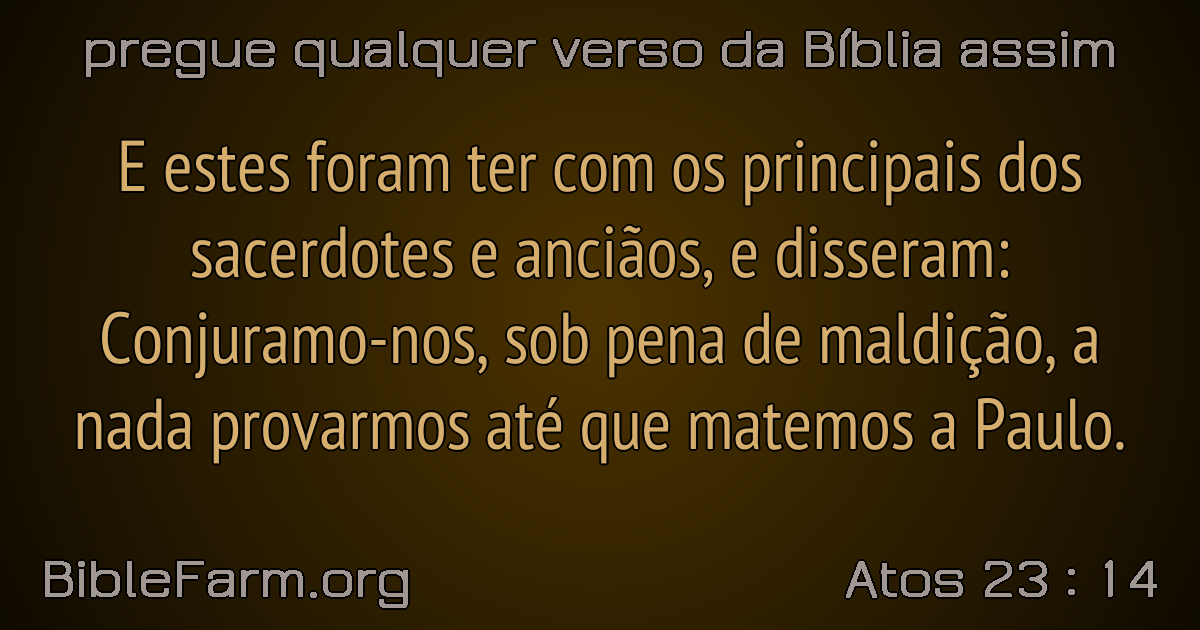 pregue qualquer verso da Bíblia assim
E estes foram ter com os principais dos
sacerdotes e anciãos, e disseram:
Conjuramo-nos, sob pena de maldição, a
nada provarmos até que matemos a Paulo.
BibleFarm.org
Atos 23 : 14